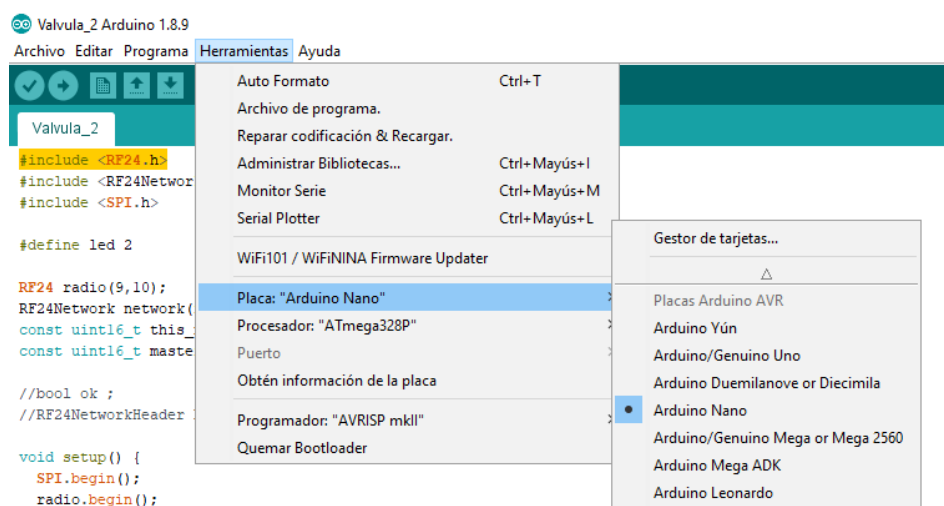 Valvula_2 Arduino 1.8.9
Archivo Editar Programa Herramientas Ayuda
Valvula_2
#include <RF24.h>
#include <RF24Networ
#include <SPI.h>
#define led 2
RF24 radio(9,10);
RF24Network network(
const uint16_t this_
const uint16_t maste
//bool ok ;
//RF24NetworkHeader
void setup() {
SPI.begin();
radio.begin();
Auto Formato Ctrl+T
Archivo de programa.
Reparar codificación & Recargar.
Administrar Bibliotecas... Ctrl+Mayús+I
Monitor Serie Ctrl+Mayús+M
Serial Plotter Ctrl+Mayús+L
WiFi101 / WiFiNINA Firmware Updater
Placa: "Arduino Nano"
Procesador: "ATmega328P"
Puerto
Obtén información de la placa
Programador: "AVRISP mkII"
Quemar Bootloader
Gestor de tarjetas...
Placas Arduino AVR
Arduino Yún
Arduino/Genuino Uno
Arduino Duemilanove or Diecimila
Arduino Nano
Arduino/Genuino Mega or Mega 2560
Arduino Mega ADK
Arduino Leonardo